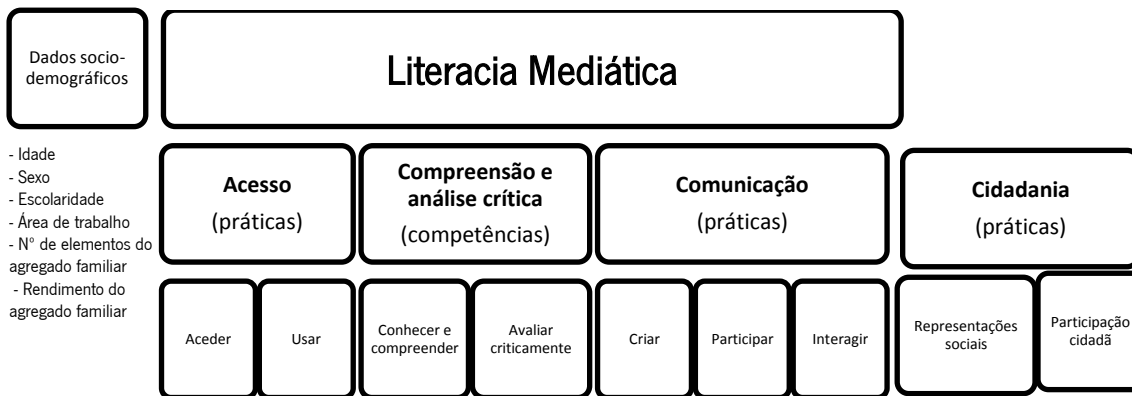 Dados socio-
demográficos
Literacia Mediática
- Idade
- Sexo
- Escolaridade
- Área de trabalho
- N° de elementos do
agregado familiar
- Rendimento do
agregado familiar
Acesso
(práticas)
Compreensão e
análise crítica
(competências)
Comunicação
(práticas)
Cidadania
(práticas)
Aceder
Usar
Conhecer e
compreender
Avaliar
criticamente
Criar
Participar
Interagir
Representações
sociais
Participação
cidadã